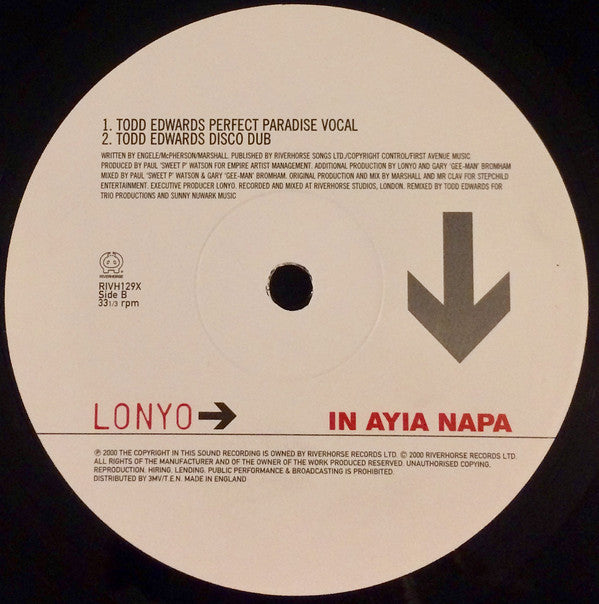 1. TODD EDWARDS PERFECT PARADISE VOCAL
2. TODD EDWARDS DISCO DUB
WRITTEN BY ENGELE/McPHERSON/MARSHALL. PUBLISHED BY RIVERHORSE SONGS LTD./COPYRIGHT CONTROL/FIRST AVENUE MUSIC
PRODUCED BY PAUL 'SWEET P' WATSON FOR EMPIRE ARTIST MANAGEMENT. ADDITIONAL PRODUCTION BY LONYO AND GARY 'GEE-MAN' BROMHAM
MIXED BY PAUL 'SWEET P' WATSON & GARY 'GEE-MAN' BROMHAM. ORIGINAL PRODUCTION AND MIX BY MARSHALL AND MR CLAV FOR STEPCHILD
ENTERTAINMENT. EXECUTIVE PRODUCER LONYO. RECORDED AND MIXED AT RIVERHORSE STUDIOS, LONDON. REMIXED BY TODD EDWARDS FOR
TRIO PRODUCTIONS AND SUNNY NUWARK MUSIC
RIVERHORSE
RIVH129X
Side B
33 1/3 rpm
LONYO
IN AYIA NAPA
℗ 2000 THE COPYRIGHT IN THIS SOUND RECORDING IS OWNED BY RIVERHORSE RECORDS LTD. © 2000 RIVERHORSE RECORDS LTD.
ALL RIGHTS OF THE MANUFACTURER AND OF THE OWNER OF THE WORK PRODUCED RESERVED. UNAUTHORISED COPYING.
REPRODUCTION. HIRING. LENDING. PUBLIC PERFORMANCE & BROADCASTING IS PROHIBITED.
DISTRIBUTED BY 3MV/T.E.N. MADE IN ENGLAND